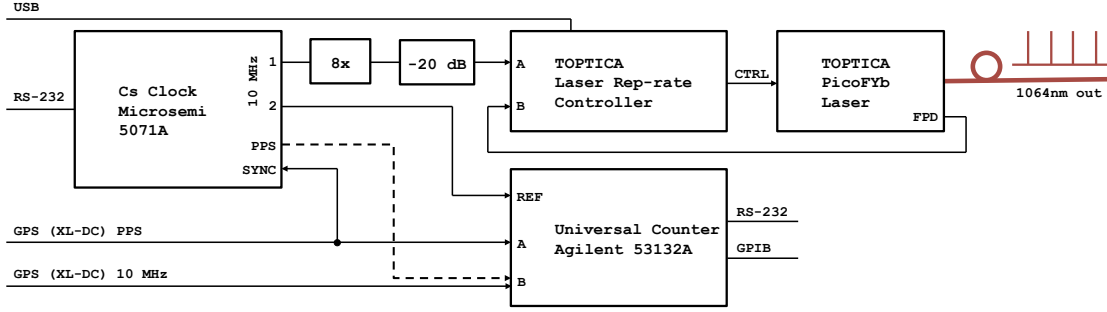 USB
RS-232
Cs Clock
Microsemi
5071A
10 MHz
1
2
PPS
SYNC
8x
-20 dB
A
B
TOPTICA
Laser Rep-rate
Controller
CTRL
TOPTICA
PicoFYb
Laser
FPD
1064nm out
GPS (XL-DC) PPS
GPS (XL-DC) 10 MHz
REF
A
B
Universal Counter
Agilent 53132A
RS-232
GPIB